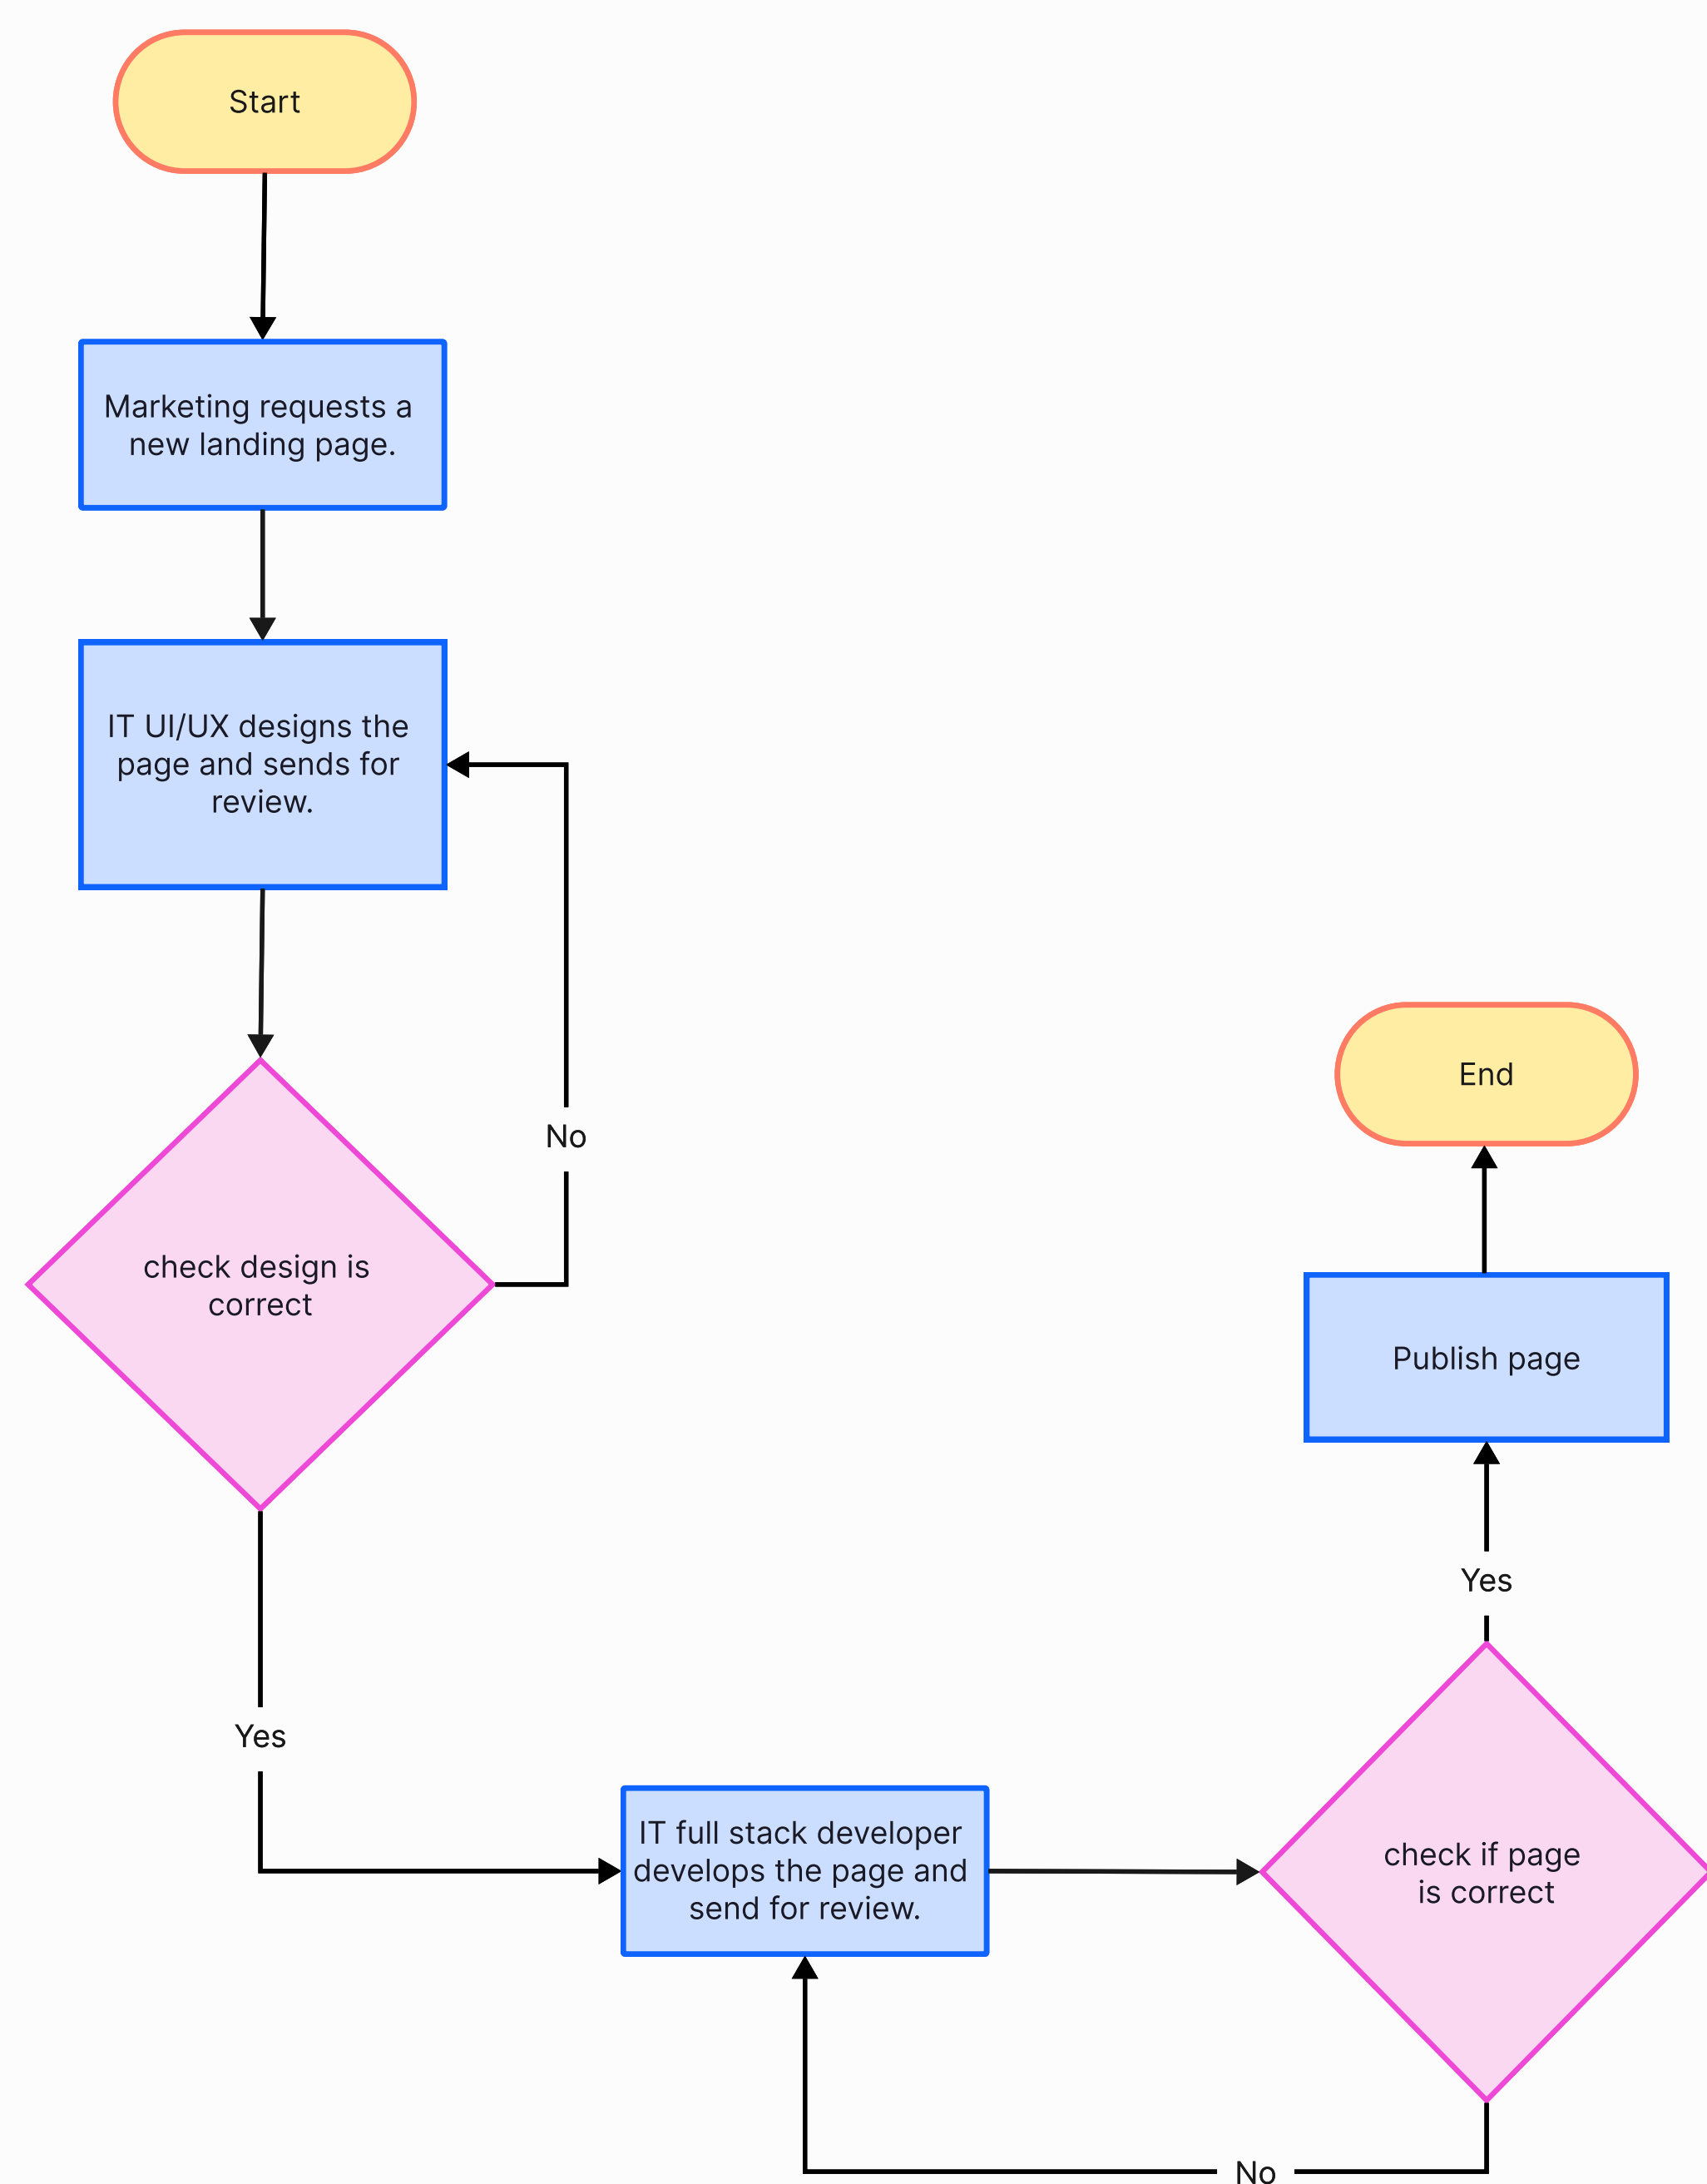 Start
Marketing requests a
new landing page.
IT UI/UX designs the
page and sends for
review.
No
check design is
correct
Yes
IT full stack developer
develops the page and
send for review.
check if page
is correct
No
Yes
Publish page
End